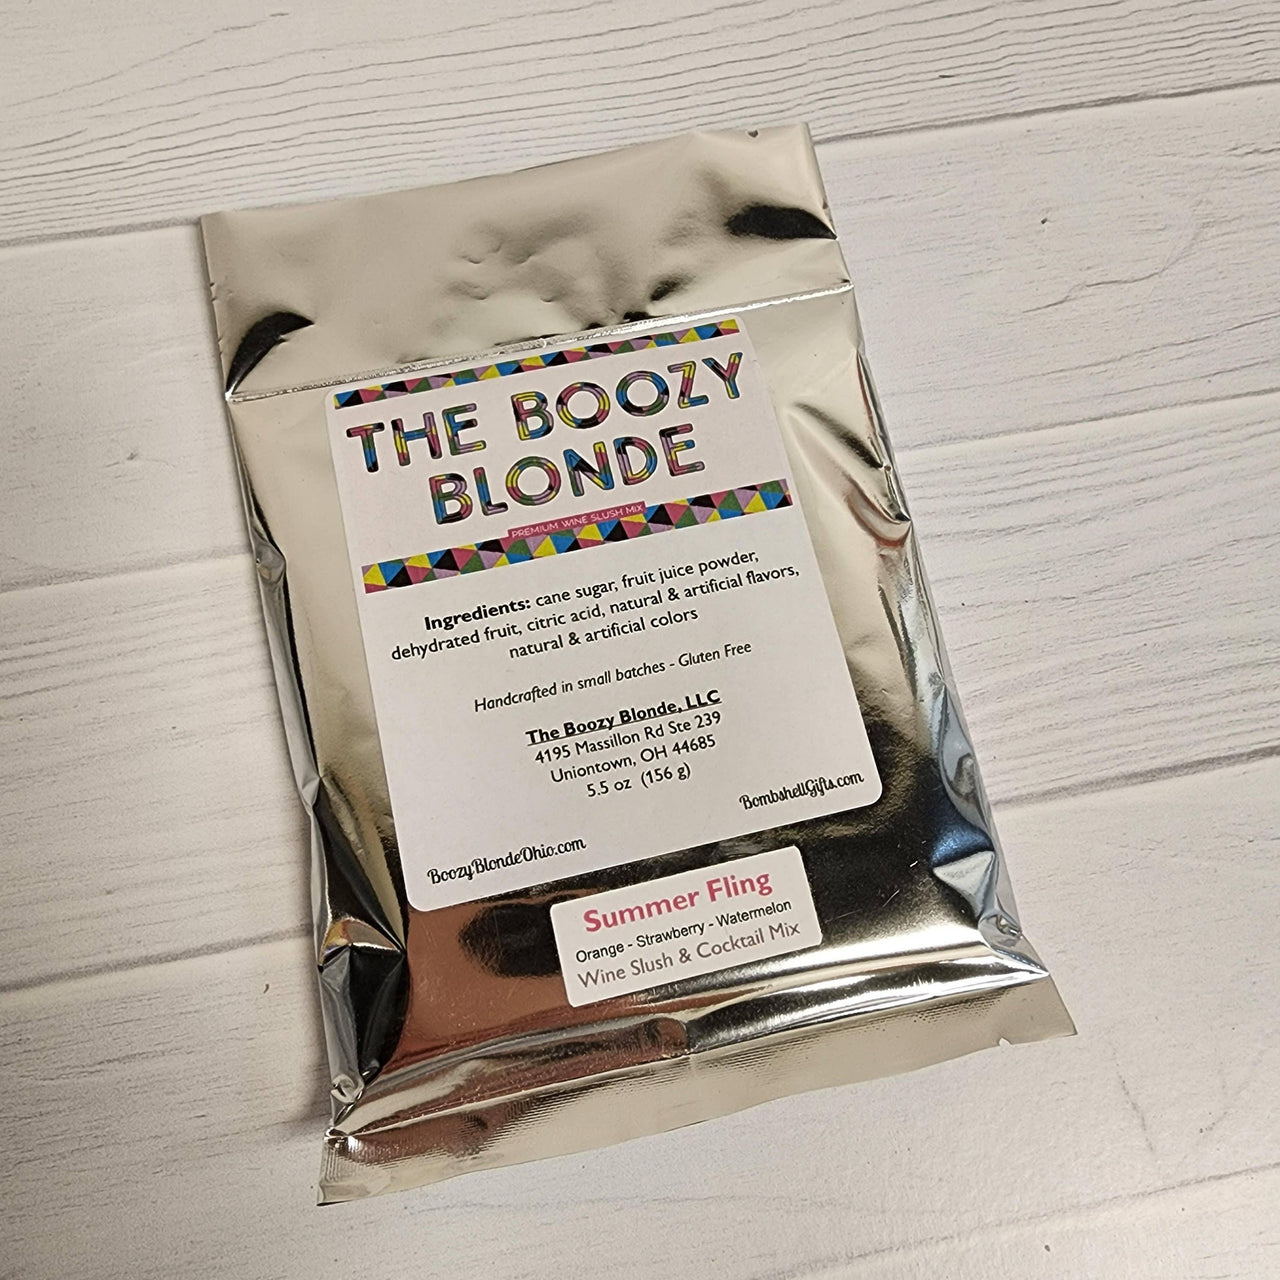 THE BOOZY
BLONDE
PREMIUM WINE SLUSH MIX
Ingredients: cane sugar, fruit juice powder,
dehydrated fruit, citric acid, natural & artificial flavors,
natural & artificial colors
Handcrafted in small batches - Gluten Free
The Boozy Blonde, LLC
4195 Massillon Rd Ste 239
Uniontown, OH 44685
5.5 oz (156 g)
BoozyBlondeOhio.com
BombshellGifts.com
Summer Fling
Orange - Strawberry - Watermelon
Wine Slush & Cocktail Mix